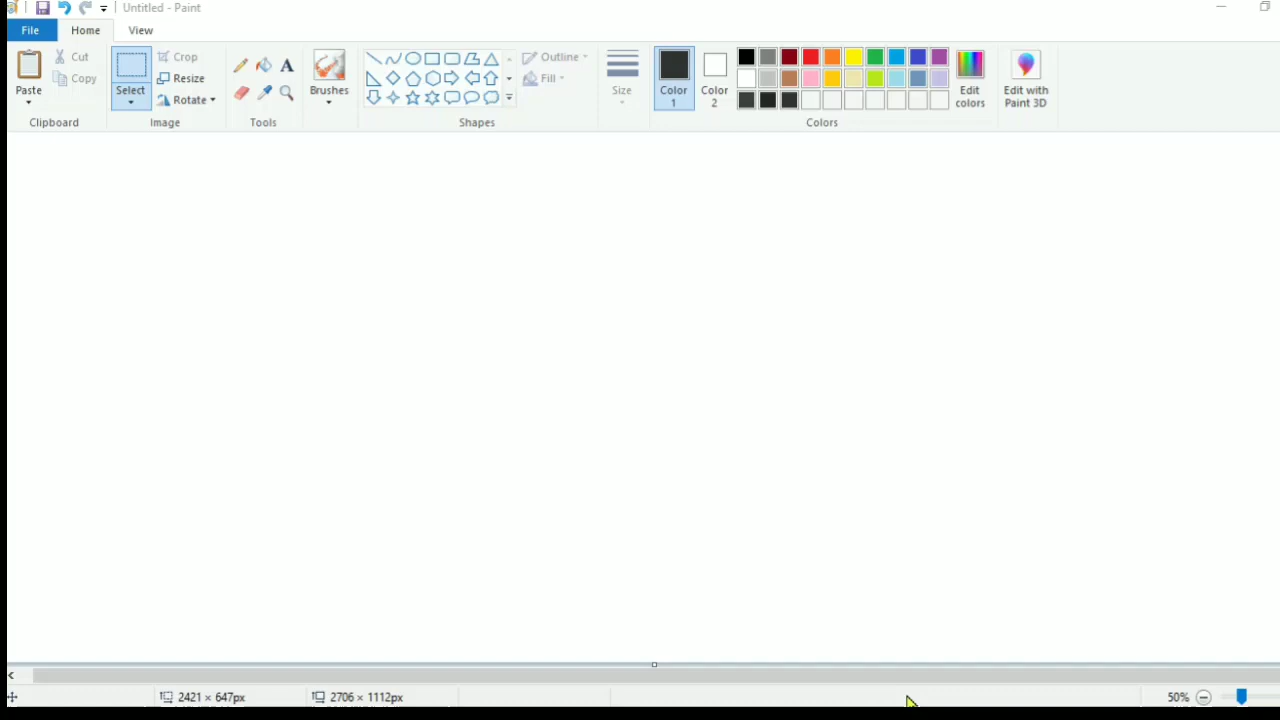 Untitled - Paint
File Home View
Paste
Cut
Copy
Clipboard
Select
Crop
Resize
Rotate
Image
A
Tools
Brushes
Shapes
Outline
Fill
Size
Color 1
Color 2
Colors
Edit colors
Edit with Paint 3D
2421 × 647px
2706 × 1112px
50%